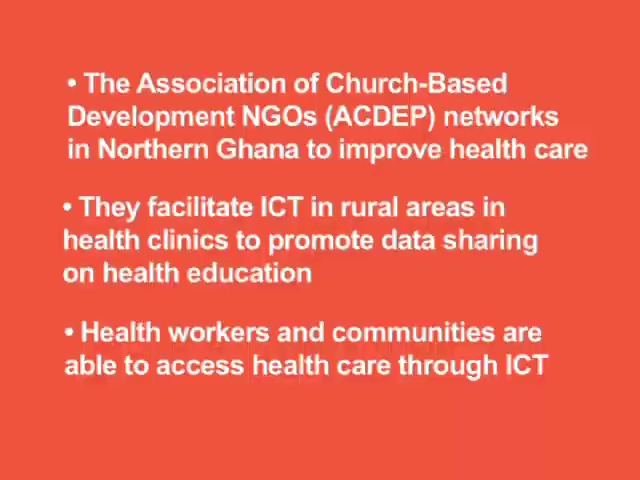 • The Association of Church-Based
Development NGOs (ACDEP) networks
in Northern Ghana to improve health care
• They facilitate ICT in rural areas in
health clinics to promote data sharing
on health education
• Health workers and communities are
able to access health care through ICT